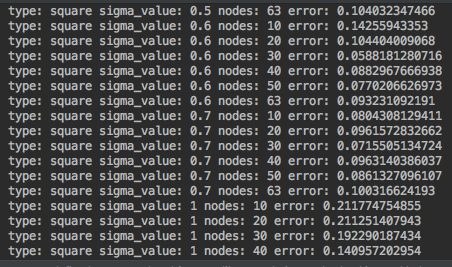 type: square sigma_value: 0.5 nodes: 63 error: 0.104032347466
type: square sigma_value: 0.6 nodes: 10 error: 0.14255943353
type: square sigma_value: 0.6 nodes: 20 error: 0.104404009068
type: square sigma_value: 0.6 nodes: 30 error: 0.0588181280716
type: square sigma_value: 0.6 nodes: 40 error: 0.0882967666938
type: square sigma_value: 0.6 nodes: 50 error: 0.0770206626973
type: square sigma_value: 0.6 nodes: 63 error: 0.093231092191
type: square sigma_value: 0.7 nodes: 10 error: 0.0804308129411
type: square sigma_value: 0.7 nodes: 20 error: 0.0961572832662
type: square sigma_value: 0.7 nodes: 30 error: 0.0715505134724
type: square sigma_value: 0.7 nodes: 40 error: 0.0963140386037
type: square sigma_value: 0.7 nodes: 50 error: 0.0861327096107
type: square sigma_value: 0.7 nodes: 63 error: 0.100316624193
type: square sigma_value: 1 nodes: 10 error: 0.211774754855
type: square sigma_value: 1 nodes: 20 error: 0.211251407943
type: square sigma_value: 1 nodes: 30 error: 0.192290187434
type: square sigma_value: 1 nodes: 40 error: 0.140957202954